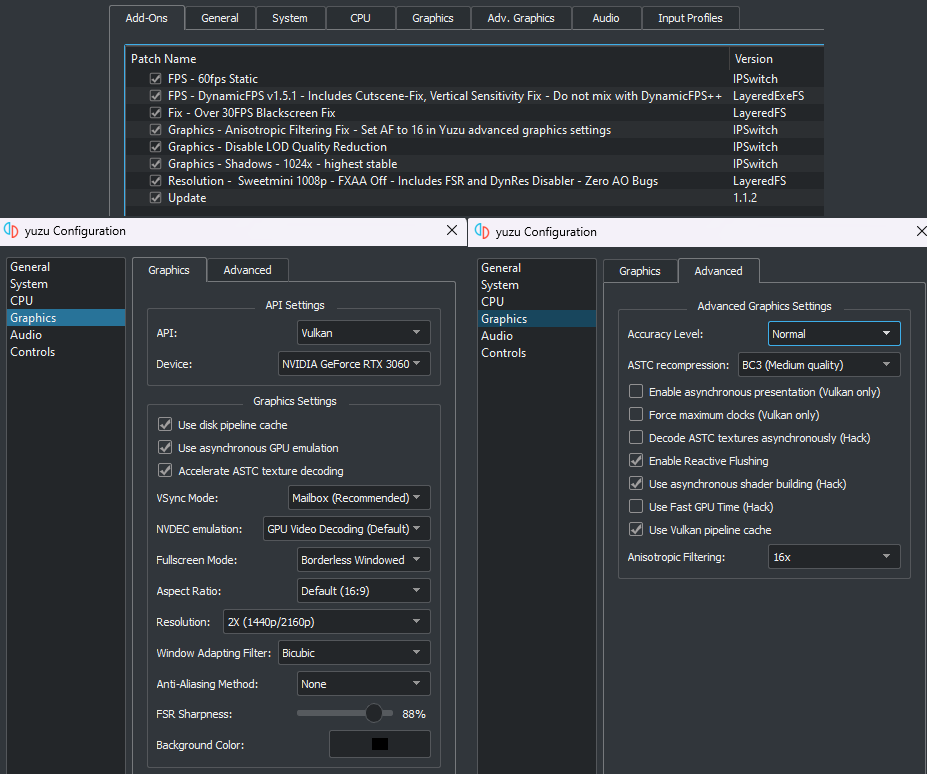 Add-Ons General System CPU Graphics Adv. Graphics Audio Input Profiles
Patch Name Version
FPS - 60fps Static IPSwitch
FPS - DynamicFPS v1.5.1 - Includes Cutscene-Fix, Vertical Sensitivity Fix - Do not mix with DynamicFPS++ LayeredExeFS
Fix - Over 30FPS Blackscreen Fix LayeredFS
Graphics - Anisotropic Filtering Fix - Set AF to 16 in Yuzu advanced graphics settings IPSwitch
Graphics - Disable LOD Quality Reduction IPSwitch
Graphics - Shadows - 1024x - highest stable IPSwitch
Resolution - Sweetmini 1008p - FXAA Off - Includes FSR and DynRes Disabler - Zero AO Bugs LayeredFS
Update 1.1.2
yuzu Configuration
General
System
CPU
Graphics
Audio
Controls
Graphics Advanced
API Settings
API: Vulkan
Device: NVIDIA GeForce RTX 3060
Graphics Settings
Use disk pipeline cache
Use asynchronous GPU emulation
Accelerate ASTC texture decoding
VSync Mode: Mailbox (Recommended)
NVDEC emulation: GPU Video Decoding (Default)
Fullscreen Mode: Borderless Windowed
Aspect Ratio: Default (16:9)
Resolution: 2X (1440p/2160p)
Window Adapting Filter: Bicubic
Anti-Aliasing Method: None
FSR Sharpness: 88%
Background Color:
yuzu Configuration
General
System
CPU
Graphics
Audio
Controls
Graphics Advanced
Advanced Graphics Settings
Accuracy Level: Normal
ASTC recompression: BC3 (Medium quality)
Enable asynchronous presentation (Vulkan only)
Force maximum clocks (Vulkan only)
Decode ASTC textures asynchronously (Hack)
Enable Reactive Flushing
Use asynchronous shader building (Hack)
Use Fast GPU Time (Hack)
Use Vulkan pipeline cache
Anisotropic Filtering: 16x